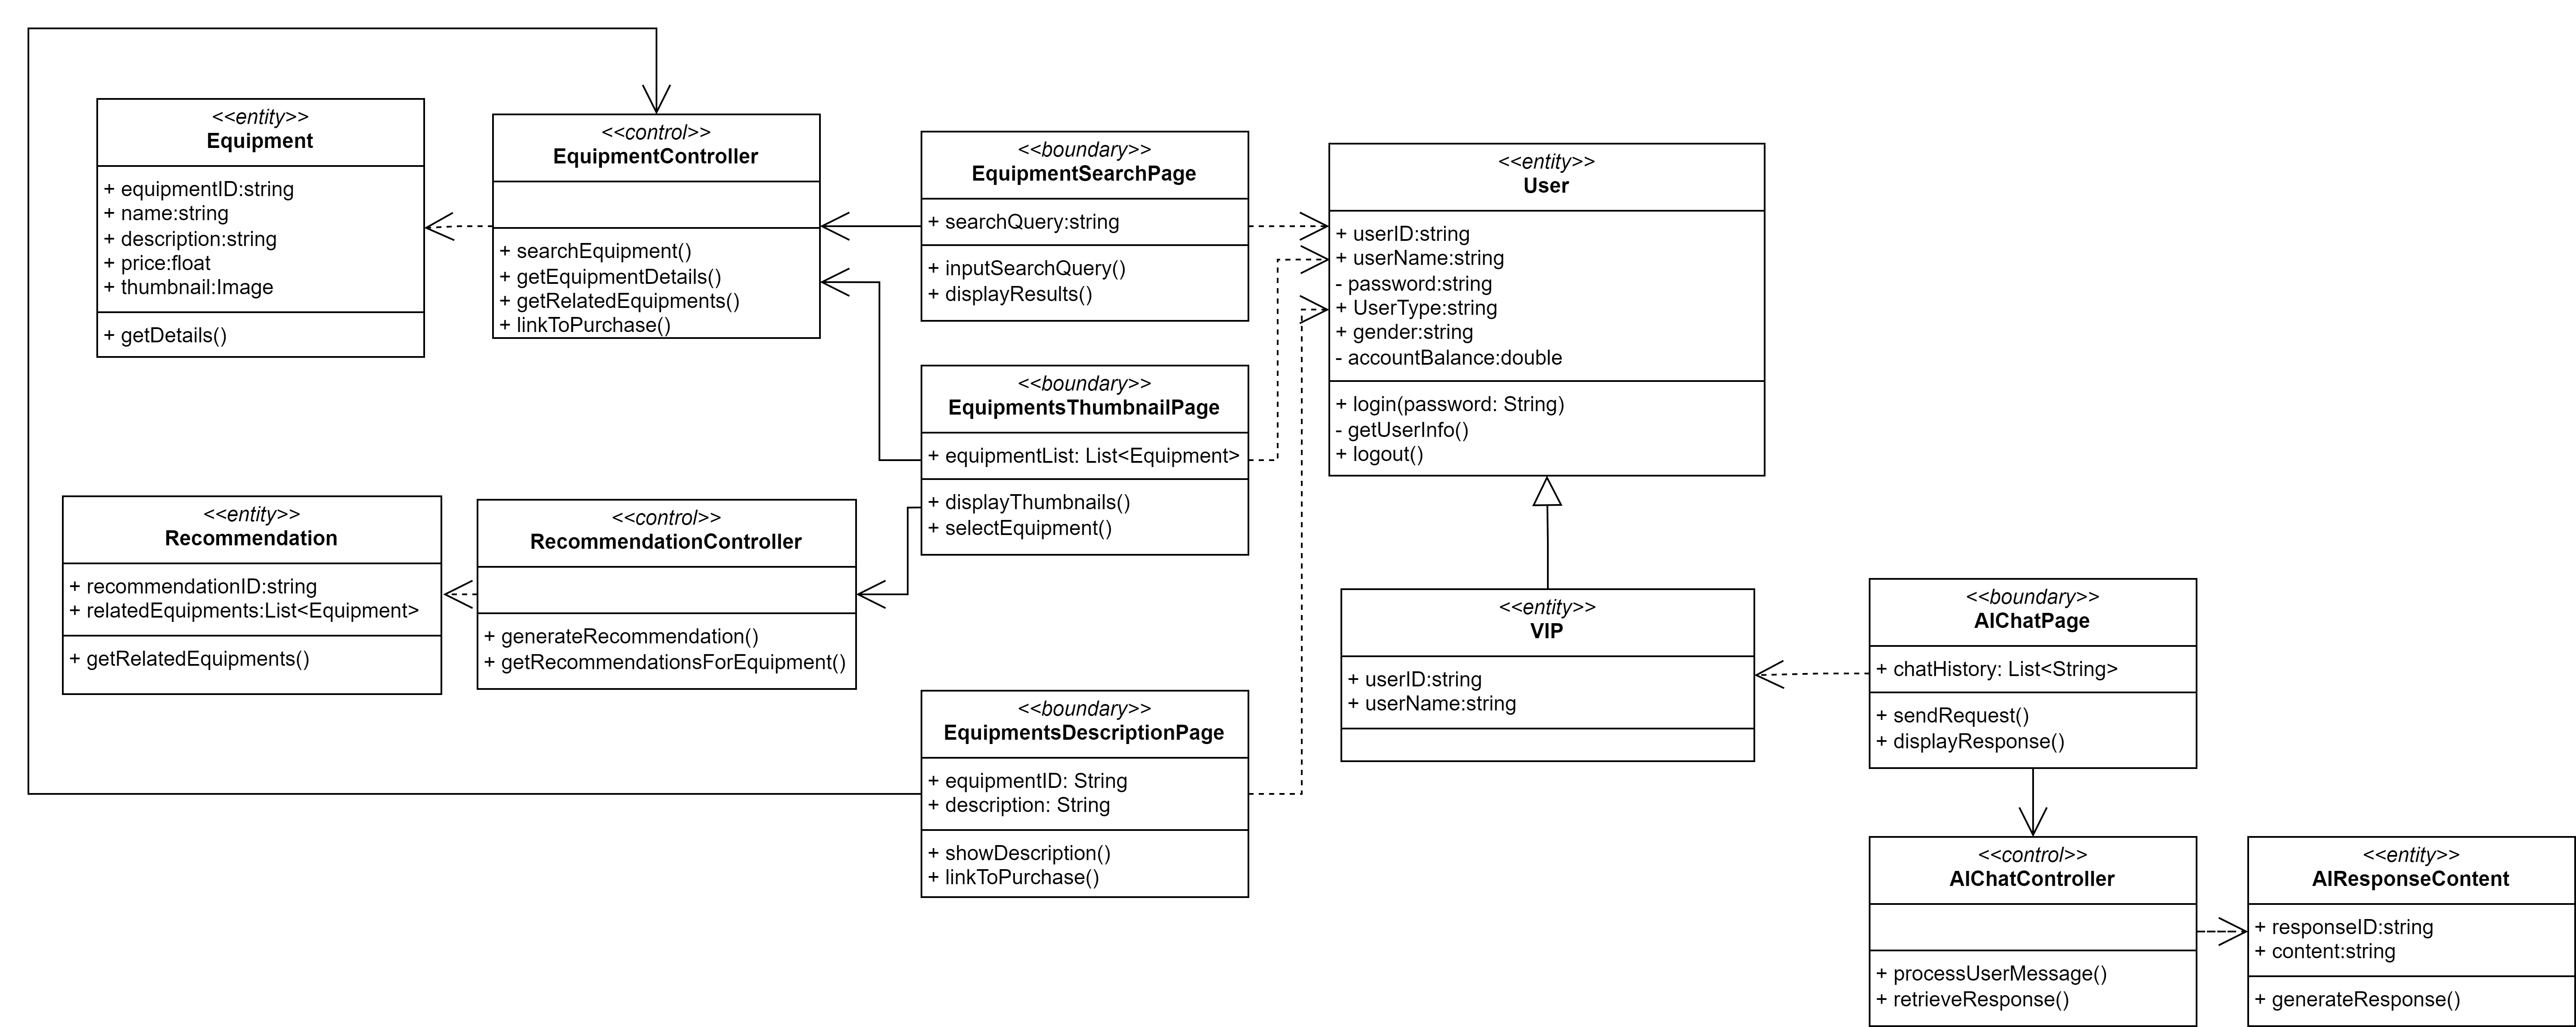 <<entity>>
Equipment
+ equipmentID:string
+ name:string
+ description:string
+ price:float
+ thumbnail:Image
+ getDetails()
<<control>>
EquipmentController
+ searchEquipment()
+ getEquipmentDetails()
+ getRelatedEquipments()
+ linkToPurchase()
<<boundary>>
EquipmentSearchPage
+ searchQuery:string
+ inputSearchQuery()
+ displayResults()
<<entity>>
User
+ userID:string
+ userName:string
- password:string
+ UserType:string
+ gender:string
- accountBalance:double
+ login(password: String)
- getUserInfo()
+ logout()
<<boundary>>
EquipmentsThumbnailPage
+ equipmentList: List<Equipment>
+ displayThumbnails()
+ selectEquipment()
<<entity>>
Recommendation
+ recommendationID:string
+ relatedEquipments:List<Equipment>
+ getRelatedEquipments()
<<control>>
RecommendationController
+ generateRecommendation()
+ getRecommendationsForEquipment()
<<boundary>>
EquipmentsDescriptionPage
+ equipmentID: String
+ description: String
+ showDescription()
+ linkToPurchase()
<<entity>>
VIP
+ userID:string
+ userName:string
<<boundary>>
AIChatPage
+ chatHistory: List<String>
+ sendRequest()
+ displayResponse()
<<control>>
AIChatController
+ processUserMessage()
+ retrieveResponse()
<<entity>>
AIResponseContent
+ responseID:string
+ content:string
+ generateResponse()